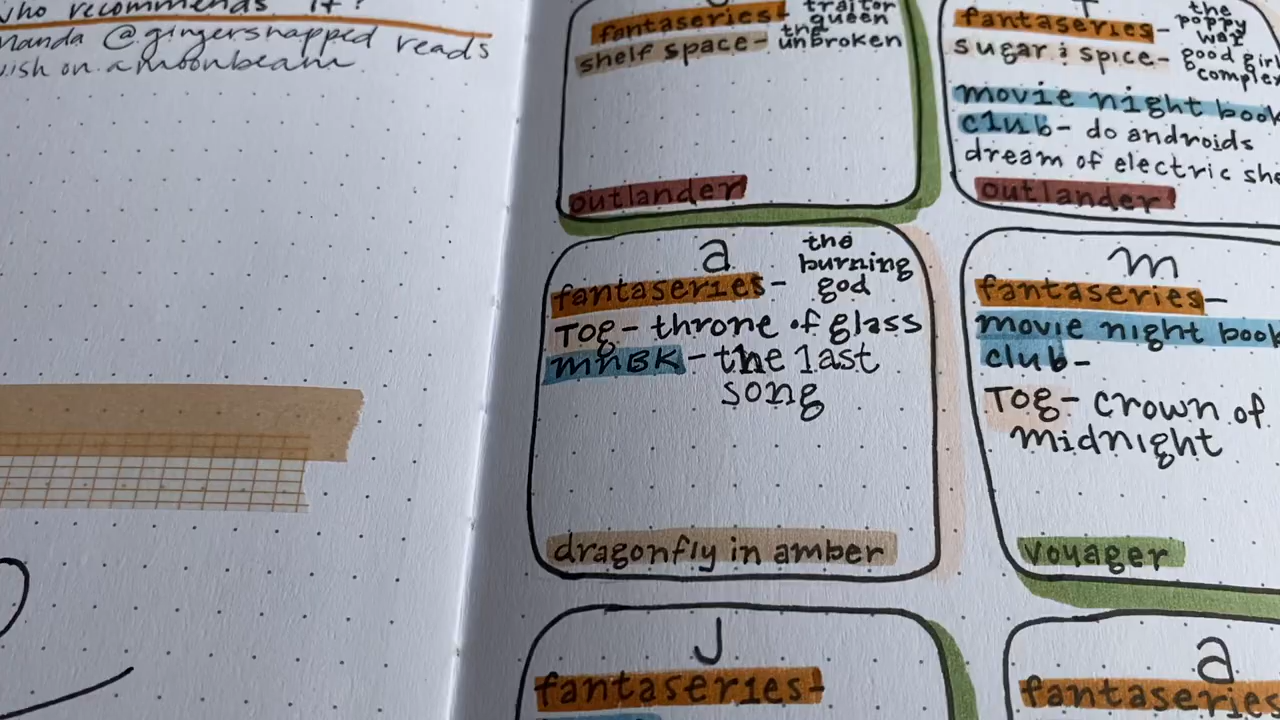 who recommends it?
@gingersnapped reads
wish on a moonbeam
fantaseries- traitor
queen
the
unbroken
shelf space-
outlander
fantaseries- the
poppy
war
sugar & spice- good girl
complex
movie night book
club- do androids
dream of electric she
outlander
a
fantaseries- the
burning
god
TOG- throne of glass
mnBK- the last
song
dragonfly in amber
m
fantaseries-
movie night book
club-
TOG- crown of
midnight
voyager
J
fantaseries-
a
fantaseries